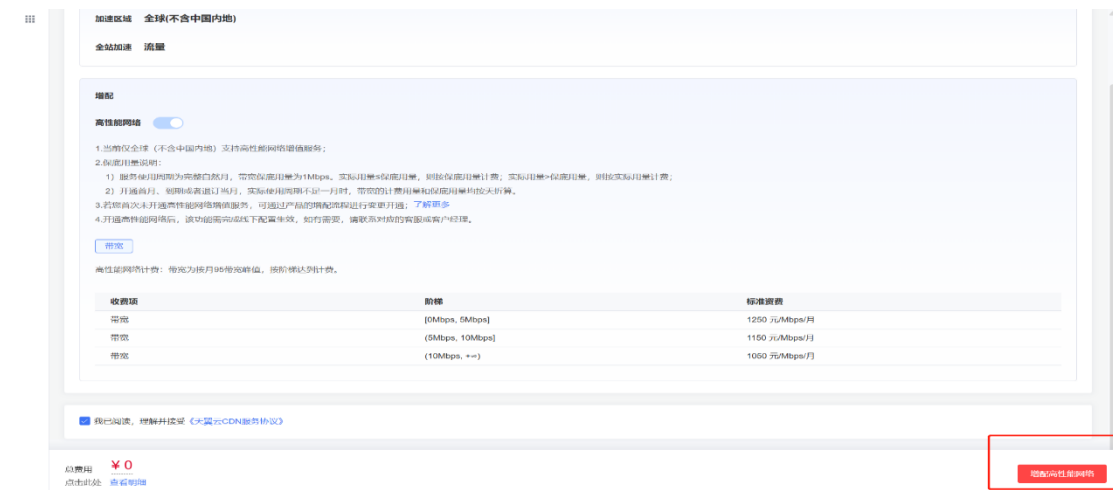 加速区域 全球(不含中国内地)
全站加速 流量
增配
高性能网络
1.当前仅全球（不含中国内地）支持高性能网络增值服务；
2.保底用量说明：
1）服务使用周期为完整自然月，带宽保底用量为1Mbps。实际用量≤保底用量，则按保底用量计费；实际用量>保底用量，则按实际用量计费；
2）开通首月、到期或者退订当月，实际使用周期不足一月时，带宽的计费用量和保底用量均按天折算。
3.若您首次未开通高性能网络增值服务，可通过产品的增配流程进行变更开通；了解更多
4.开通高性能网络后，该功能需完成线下配置生效，如有需要，请联系对应的客服或客户经理。
带宽
高性能网络计费：带宽为按月95带宽峰值，按阶梯达到计费。
收费项 阶梯 标准资费
带宽 [0Mbps, 5Mbps] 1250 元/Mbps/月
带宽 (5Mbps, 10Mbps] 1150 元/Mbps/月
带宽 (10Mbps, +∞) 1050 元/Mbps/月
我已阅读、理解并接受《天翼云CDN服务协议》
总费用 ¥ 0
点击此处 查看明细
增配高性能网络